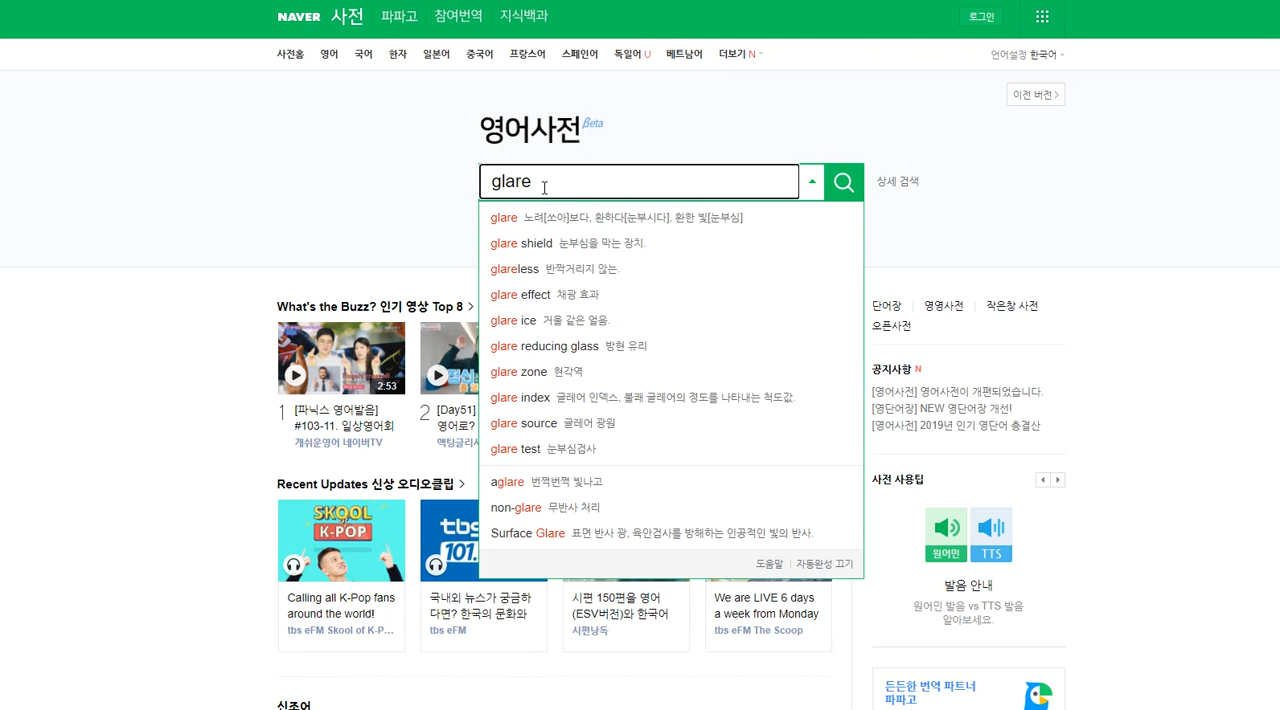 NAVER 사전 파파고 참여번역 지식백과 로그인
사전홈 영어 국어 한자 일본어 중국어 프랑스어 스페인어 독일어 U 베트남어 더보기 N 언어설정 한국어
이전 버전 >
영어사전 βeta
glare
상세 검색
glare 노려[쏘아]보다, 환하다[눈부시다], 환한 빛[눈부심]
glare shield 눈부심을 막는 장치.
glareless 반짝거리지 않는.
glare effect 채광 효과
glare ice 거울 같은 얼음.
glare reducing glass 방현 유리
glare zone 현각역
glare index 글레어 인덱스, 불쾌 글레어의 정도를 나타내는 척도값.
glare source 글레어 광원
glare test 눈부심검사
aglare 번쩍번쩍 빛나고
non-glare 무반사 처리
Surface Glare 표면 반사 광, 육안검사를 방해하는 인공적인 빛의 반사.
도움말 자동완성 끄기
What's the Buzz? 인기 영상 Top 8 >
2:53
1 [파닉스 영어발음]
#103-11. 일상영어회
개쉬운영어 네이버TV
2 [Day51]
영어로?
액팅글리시
Recent Updates 신상 오디오클립 >
SKOOL
of
K-POP
tbs
101.
Calling all K-Pop fans
around the world!
tbs eFM Skool of K-P...
국내외 뉴스가 궁금하
다면? 한국의 문화와
tbs eFM
시편 150편을 영어
(ESV버전)와 한국어
시편낭독
We are LIVE 6 days
a week from Monday
tbs eFM The Scoop
신조어
단어장 영영사전 작은창 사전
오픈사전
공지사항 N
[영어사전] 영어사전이 개편되었습니다.
[영단어장] NEW 영단어장 개선!
[영어사전] 2019년 인기 영단어 총결산
사전 사용팁
원어민 TTS
발음 안내
원어민 발음 vs TTS 발음
알아보세요.
든든한 번역 파트너
파파고